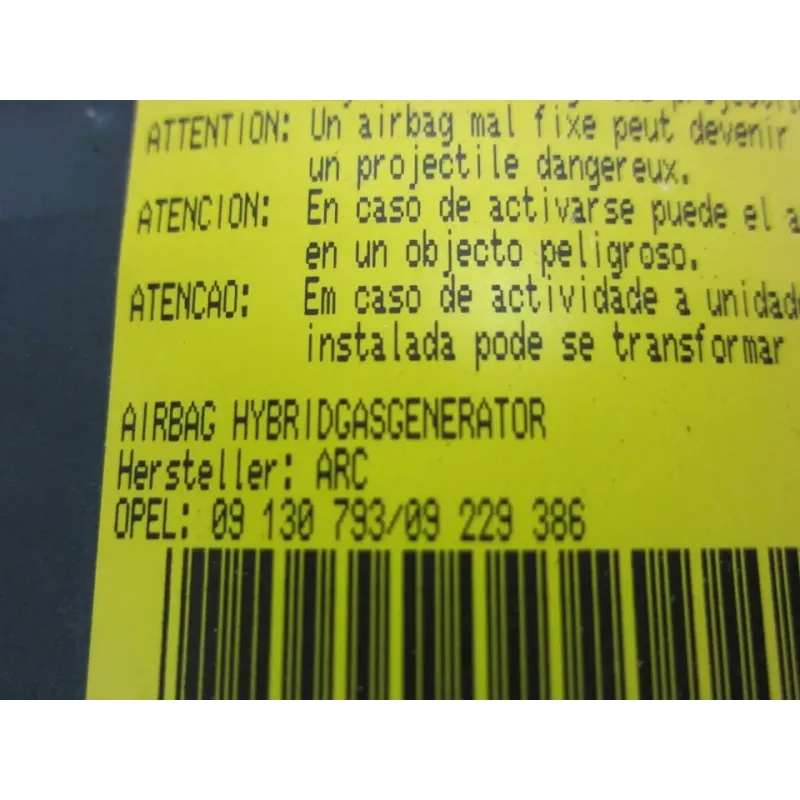 ATTENTION: Un airbag mal fixe peut devenir
un projectile dangereux.
ATENCION: En caso de activarse puede el a
en un objecto peligroso.
ATENCAO: Em caso de actividade a unidade
instalada pode se transformar
AIRBAG HYBRIDGASGENERATOR
Hersteller: ARC
OPEL: 09 130 793/09 229 386